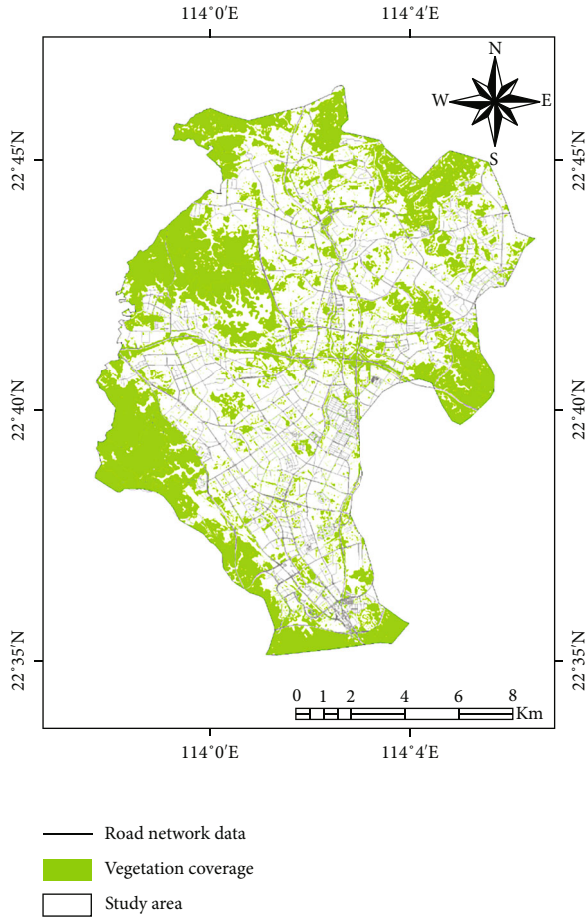 114°0′E 114°4′E
N
W E
S
22°45′N 22°45′N
22°40′N 22°40′N
22°35′N 22°35′N
0 1 2 4 6 8
Km
114°0′E 114°4′E
Road network data
Vegetation coverage
Study area